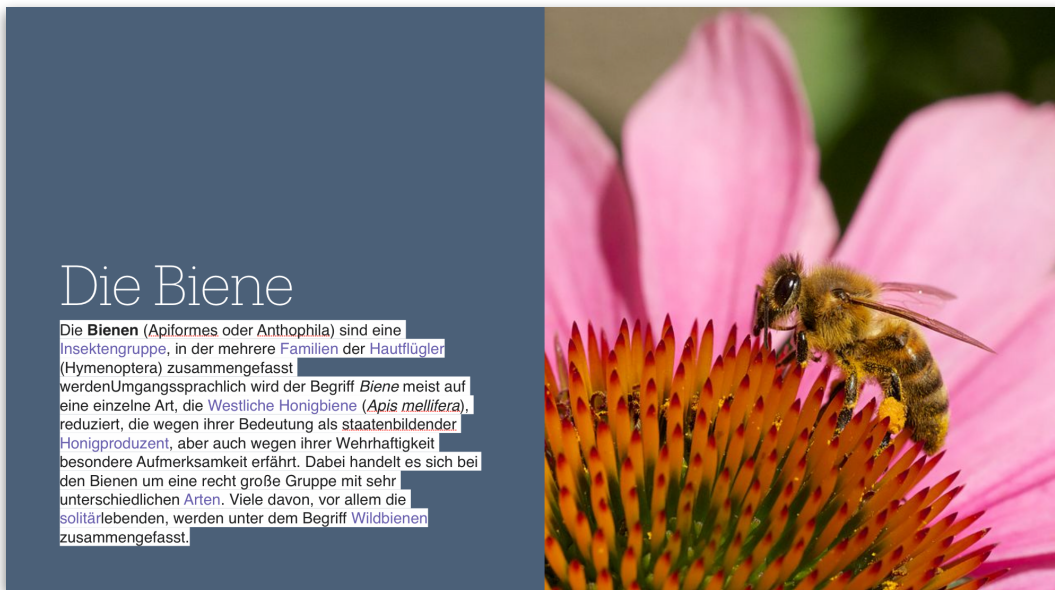 Die Biene
Die Bienen (Apiformes oder Anthophila) sind eine
Insektengruppe, in der mehrere Familien der Hautflügler
(Hymenoptera) zusammengefasst
werdenUmgangssprachlich wird der Begriff Biene meist auf
eine einzelne Art, die Westliche Honigbiene (Apis mellifera),
reduziert, die wegen ihrer Bedeutung als staatenbildender
Honigproduzent, aber auch wegen ihrer Wehrhaftigkeit
besondere Aufmerksamkeit erfährt. Dabei handelt es sich bei
den Bienen um eine recht große Gruppe mit sehr
unterschiedlichen Arten. Viele davon, vor allem die
solitärlebenden, werden unter dem Begriff Wildbienen
zusammengefasst.